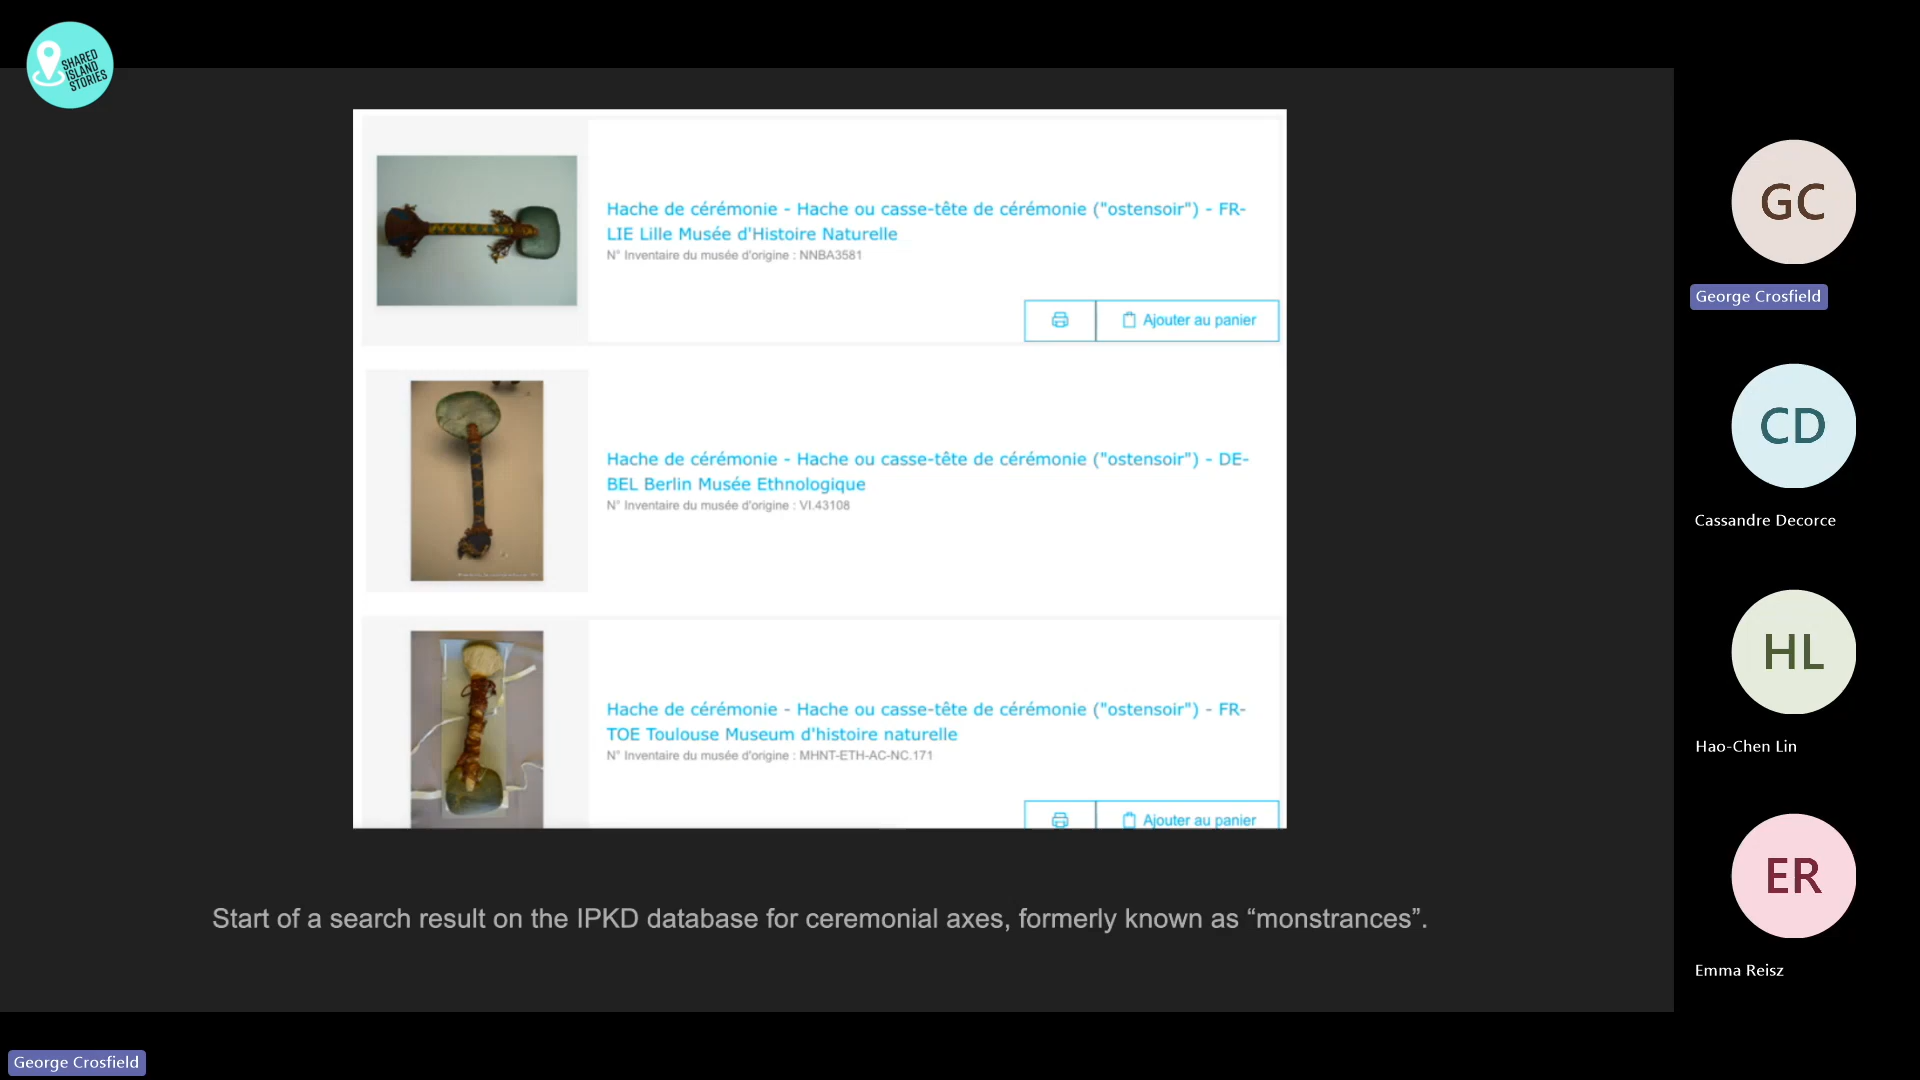 SHARED
ISLAND
STORIES
Hache de cérémonie - Hache ou casse-tête de cérémonie ("ostensoir") - FR-
LIE Lille Musée d'Histoire Naturelle
N° Inventaire du musée d'origine : NNBA3581
Ajouter au panier
Hache de cérémonie - Hache ou casse-tête de cérémonie ("ostensoir") - DE-
BEL Berlin Musée Ethnologique
N° Inventaire du musée d'origine : VI.43108
Hache de cérémonie - Hache ou casse-tête de cérémonie ("ostensoir") - FR-
TOE Toulouse Museum d'histoire naturelle
N° Inventaire du musée d'origine : MHNT-ETH-AC-NC.171
Ajouter au panier
Start of a search result on the IPKD database for ceremonial axes, formerly known as “monstrances”.
GC
George Crosfield
CD
Cassandre Decorce
HL
Hao-Chen Lin
ER
Emma Reisz
George Crosfield